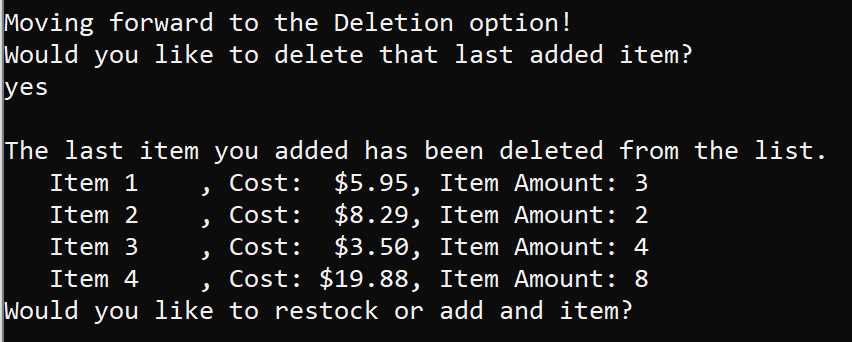 Moving forward to the Deletion option!
Would you like to delete that last added item?
yes

The last item you added has been deleted from the list.
   Item 1    , Cost:  $5.95, Item Amount: 3
   Item 2    , Cost:  $8.29, Item Amount: 2
   Item 3    , Cost:  $3.50, Item Amount: 4
   Item 4    , Cost: $19.88, Item Amount: 8
Would you like to restock or add and item?